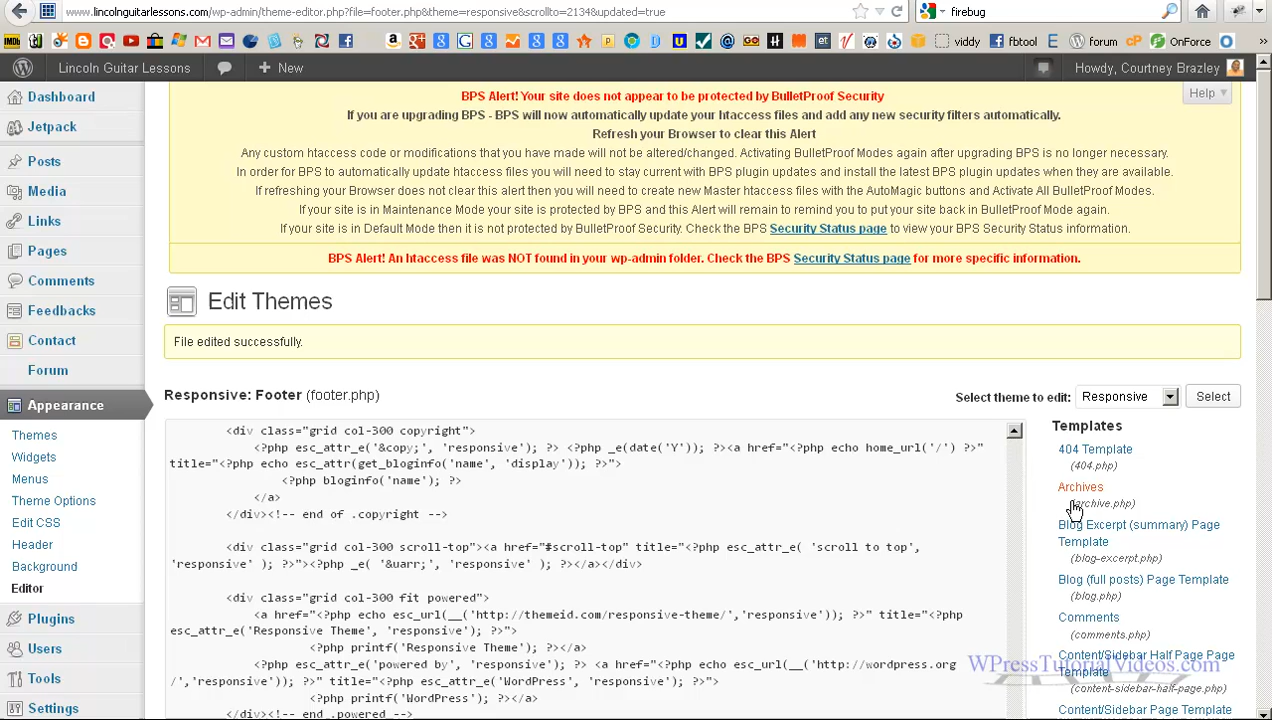 www.lincolnguitarlessons.com/wp-admin/theme-editor.php?file=footer.php&theme=responsive&scrollto=2134&updated=true
firebug
viddy
fbtool
forum
OnForce
Lincoln Guitar Lessons
New
Howdy, Courtney Brazley
Help
Dashboard
Jetpack
Posts
Media
Links
Pages
Comments
Feedbacks
Contact
Forum
Appearance
Themes
Widgets
Menus
Theme Options
Edit CSS
Header
Background
Editor
Plugins
Users
Tools
Settings
BPS Alert! Your site does not appear to be protected by BulletProof Security
If you are upgrading BPS - BPS will now automatically update your htaccess files and add any new security filters automatically.
Refresh your Browser to clear this Alert
Any custom htaccess code or modifications that you have made will not be altered/changed. Activating BulletProof Modes again after upgrading BPS is no longer necessary.
In order for BPS to automatically update htaccess files you will need to stay current with BPS plugin updates and install the latest BPS plugin updates when they are available.
If refreshing your Browser does not clear this alert then you will need to create new Master htaccess files with the AutoMagic buttons and Activate All BulletProof Modes.
If your site is in Maintenance Mode your site is protected by BPS and this Alert will remain to remind you to put your site back in BulletProof Mode again.
If your site is in Default Mode then it is not protected by BulletProof Security. Check the BPS Security Status page to view your BPS Security Status information.
BPS Alert! An htaccess file was NOT found in your wp-admin folder. Check the BPS Security Status page for more specific information.
Edit Themes
File edited successfully.
Responsive: Footer (footer.php)
Select theme to edit: Responsive Select
<div class="grid col-300 copyright">
<?php esc_attr_e('&copy;', 'responsive'); ?> <?php _e(date('Y')); ?><a href="<?php echo home_url('/') ?>"
title="<?php echo esc_attr(get_bloginfo('name', 'display')); ?>">
<?php bloginfo('name'); ?>
</a>
</div><!-- end of .copyright -->
<div class="grid col-300 scroll-top"><a href="#scroll-top" title="<?php esc_attr_e( 'scroll to top',
'responsive' ); ?>"><?php _e( '&uarr;', 'responsive' ); ?></a></div>
<div class="grid col-300 fit powered">
<a href="<?php echo esc_url(__('http://themeid.com/responsive-theme/','responsive')); ?>" title="<?php
esc_attr_e('Responsive Theme', 'responsive'); ?>">
<?php printf('Responsive Theme'); ?></a>
<?php esc_attr_e('powered by', 'responsive'); ?> <a href="<?php echo esc_url(__('http://wordpress.org
/','responsive')); ?>" title="<?php esc_attr_e('WordPress', 'responsive'); ?>">
<?php printf('WordPress'); ?></a>
</div><!-- end .powered -->
Templates
404 Template
(404.php)
Archives
(archive.php)
Blog Excerpt (summary) Page
Template
(blog-excerpt.php)
Blog (full posts) Page Template
(blog.php)
Comments
(comments.php)
Content/Sidebar Half Page Page
Template
(content-sidebar-half-page.php)
Content/Sidebar Page Template
WPressTutorialVideos.com